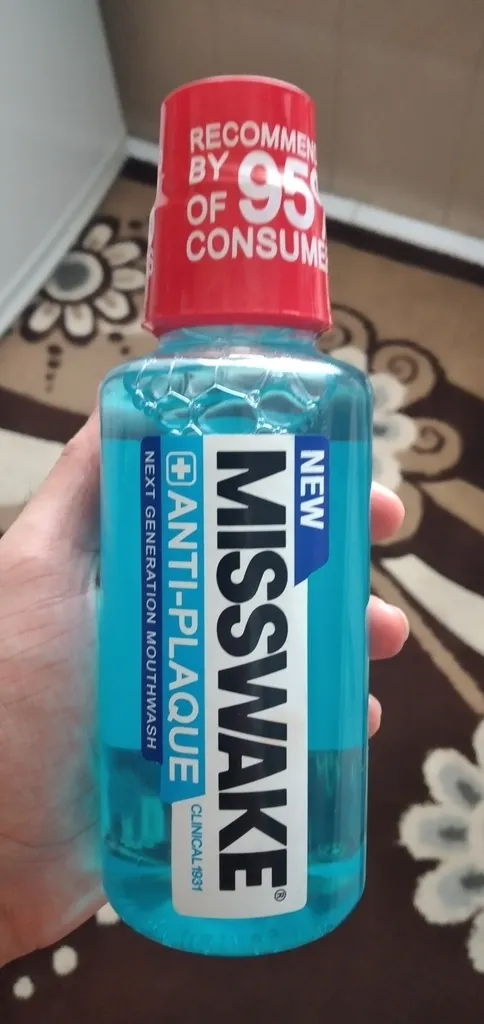 RECOMMEN
BY 95%
OF
CONSUME
NEW
MISSWAKE®
ANTI-PLAQUE
NEXT GENERATION MOUTHWASH
CLINICAL 1931